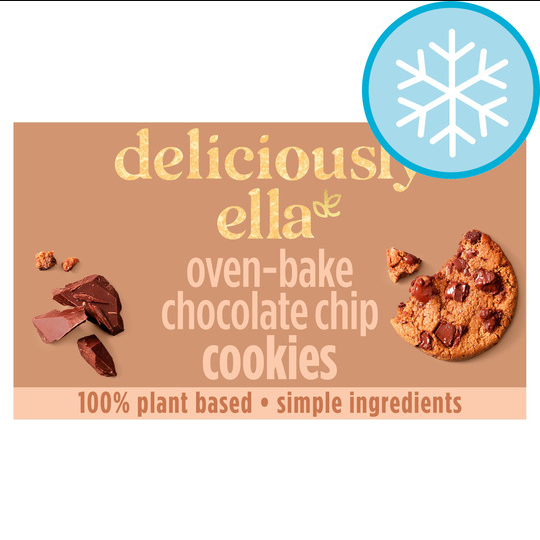 deliciously
ella
oven-bake
chocolate chip
cookies
100% plant based • simple ingredients